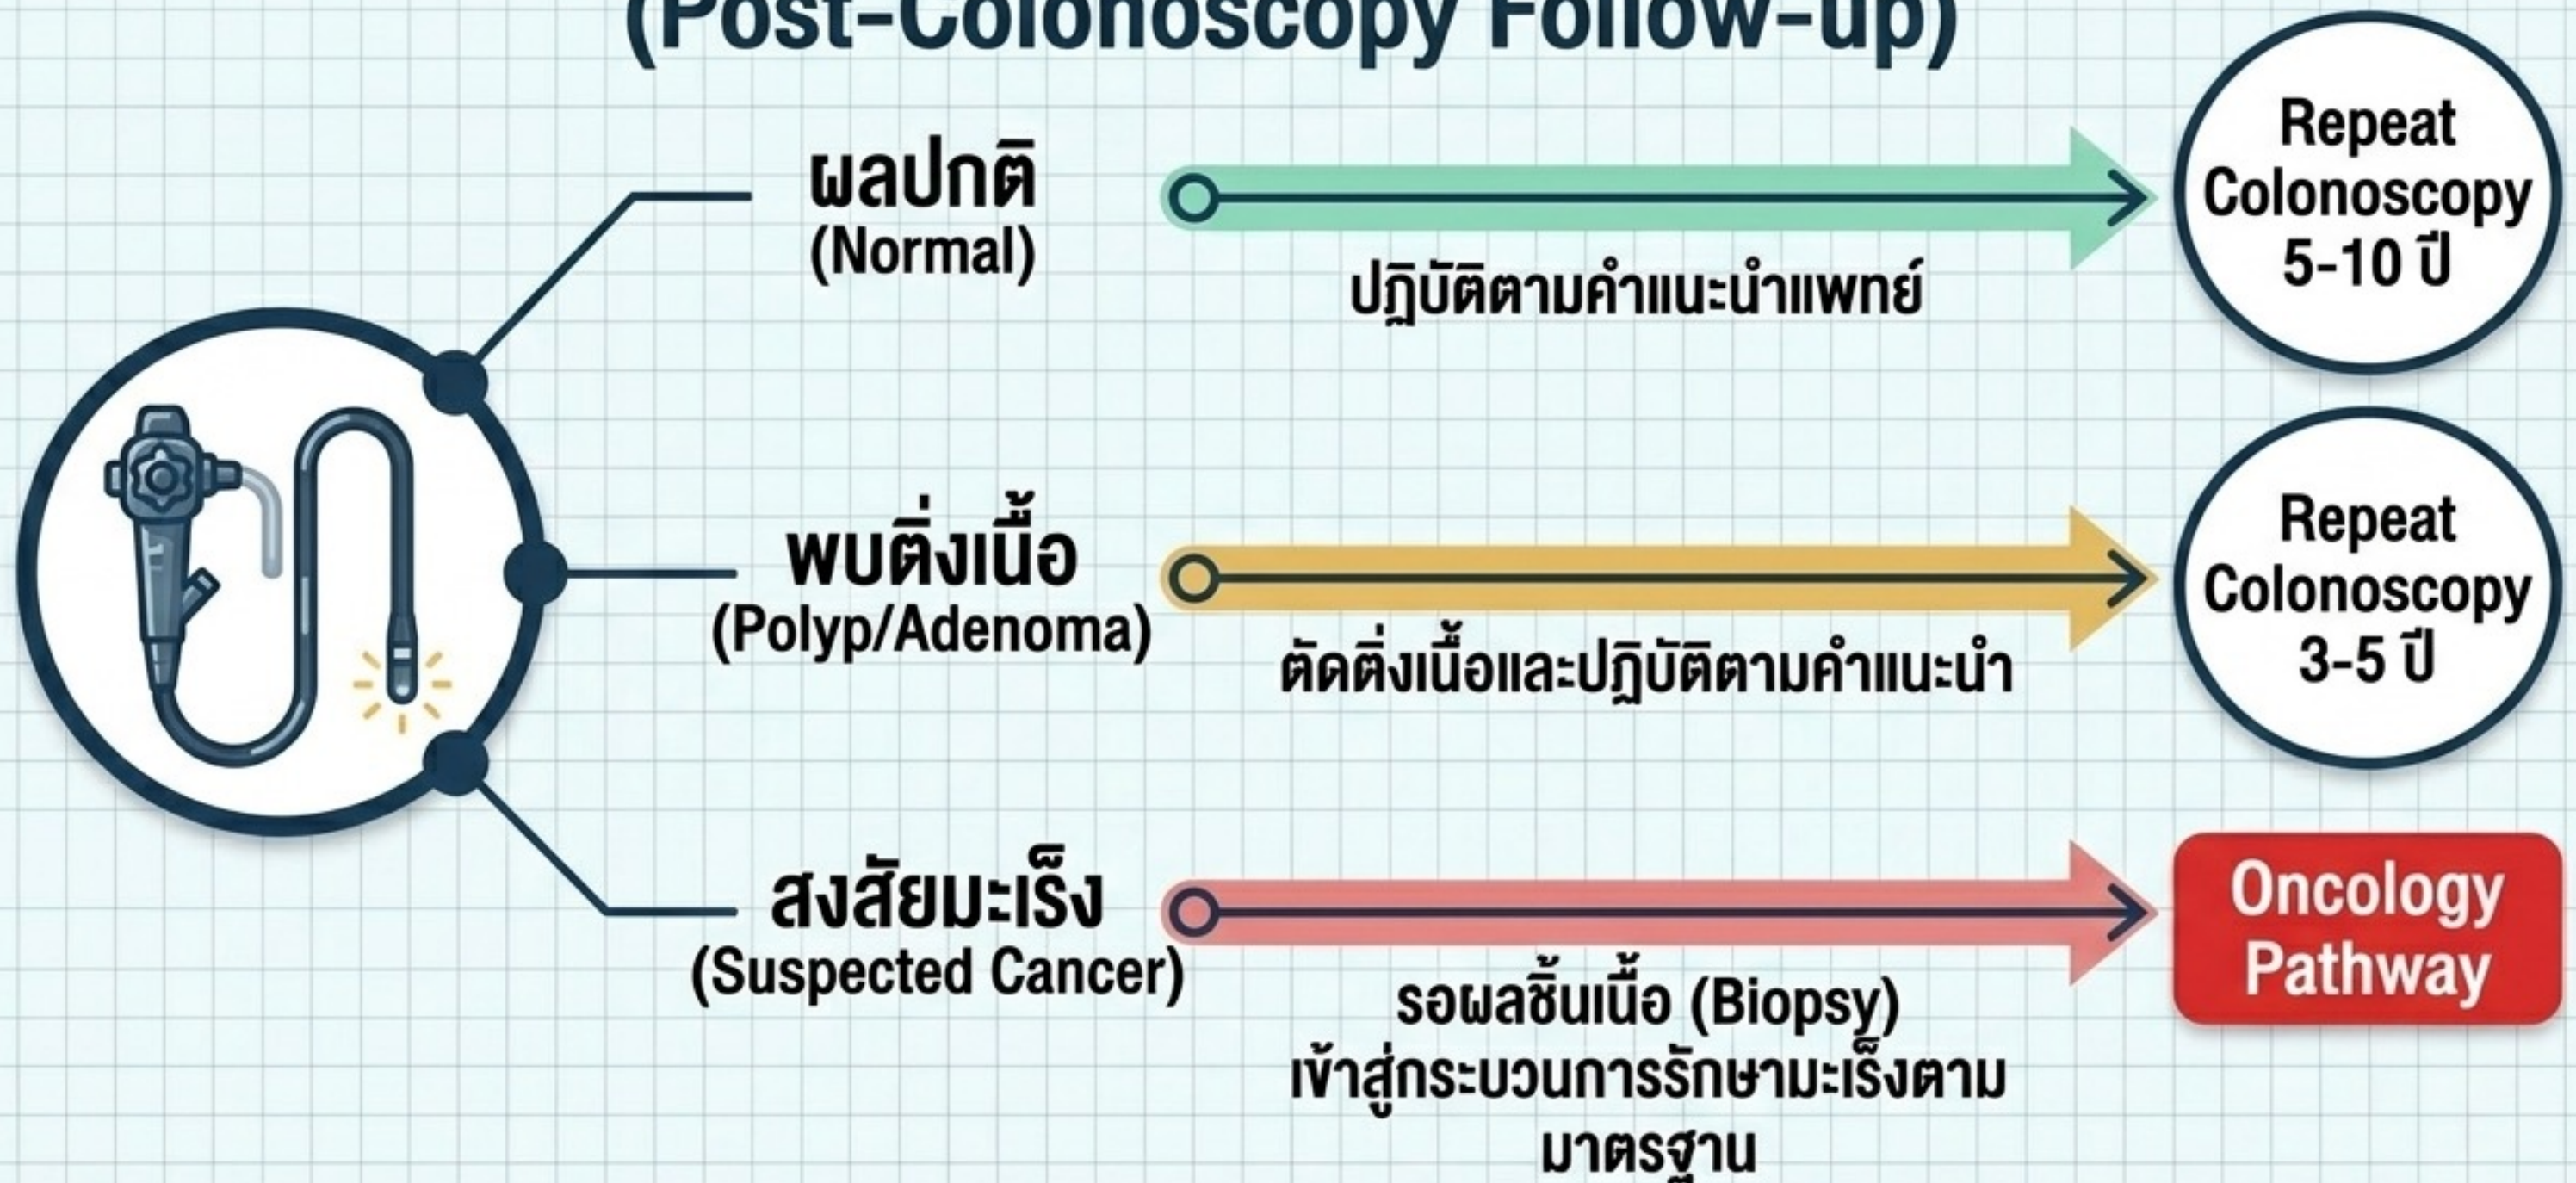 (Post-Colonoscopy Follow-up)
ผลปกติ
(Normal)
ปฏิบัติตามคำแนะนำแพทย์
Repeat
Colonoscopy
5-10 ปี
พบติ่งเนื้อ
(Polyp/Adenoma)
ตัดติ่งเนื้อและปฏิบัติตามคำแนะนำ
Repeat
Colonoscopy
3-5 ปี
สงสัยมะเร็ง
(Suspected Cancer)
รอผลชิ้นเนื้อ (Biopsy)
เข้าสู่กระบวนการรักษามะเร็งตาม
มาตรฐาน
Oncology
Pathway